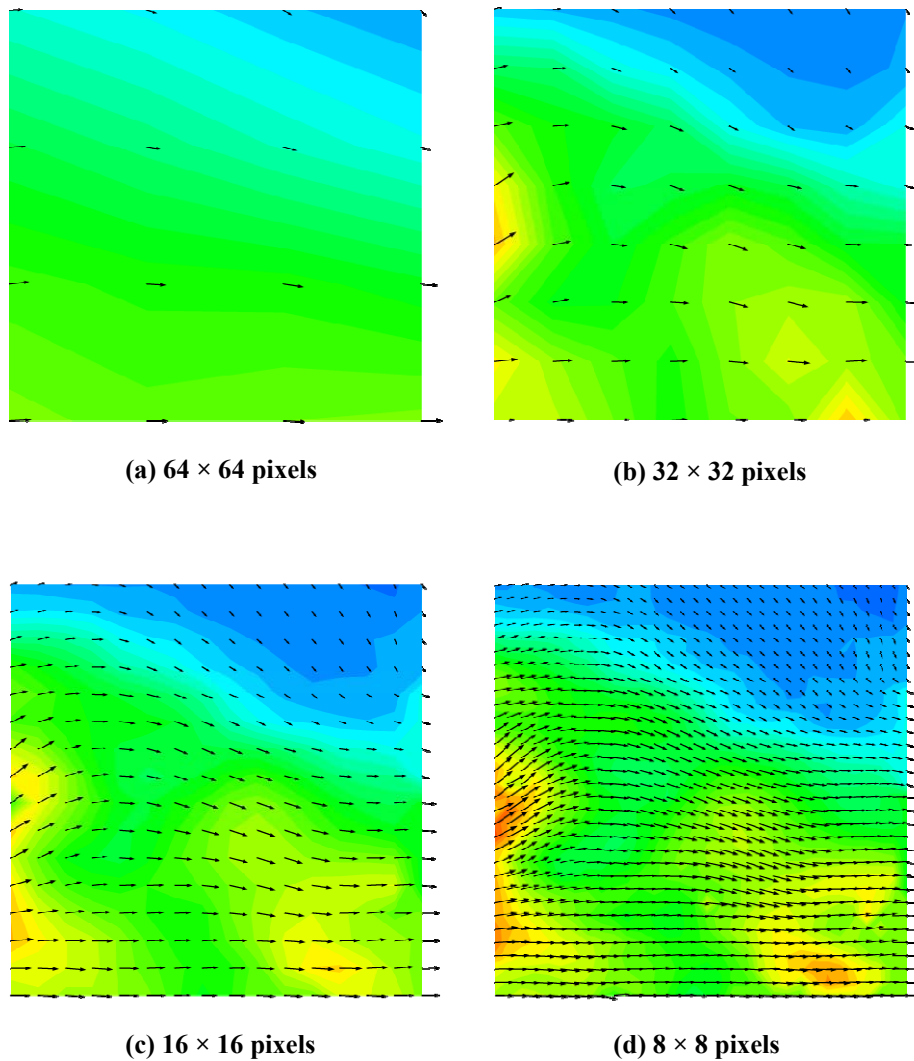 (a) 64 × 64 pixels
(b) 32 × 32 pixels
(c) 16 × 16 pixels
(d) 8 × 8 pixels